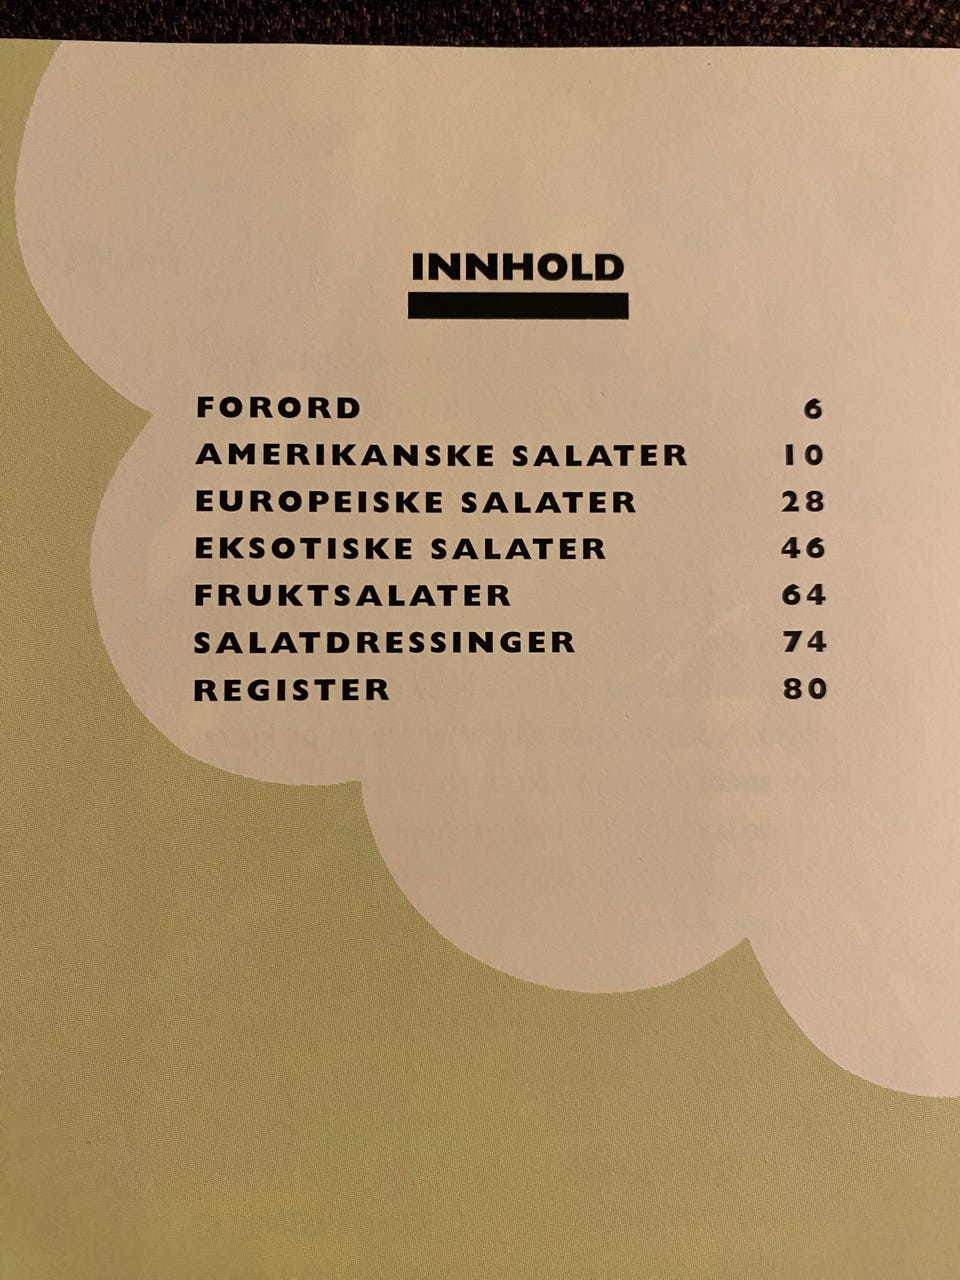 INNHOLD
FORORD 6
AMERIKANSKE SALATER 10
EUROPEISKE SALATER 28
EKSOTISKE SALATER 46
FRUKTSALATER 64
SALATDRESSINGER 74
REGISTER 80